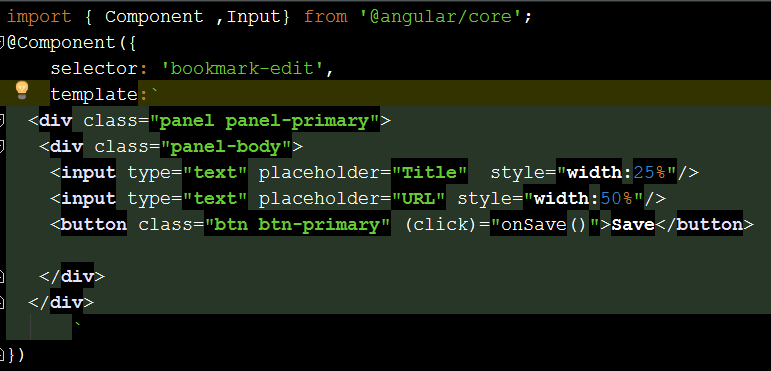 import { Component ,Input} from '@angular/core';
@Component({
selector: 'bookmark-edit',
template:`
<div class="panel panel-primary">
<div class="panel-body">
<input type="text" placeholder="Title"  style="width:25%"/>
<input type="text" placeholder="URL" style="width:50%"/>
<button class="btn btn-primary" (click)="onSave()">Save</button>
</div>
</div>
`
})